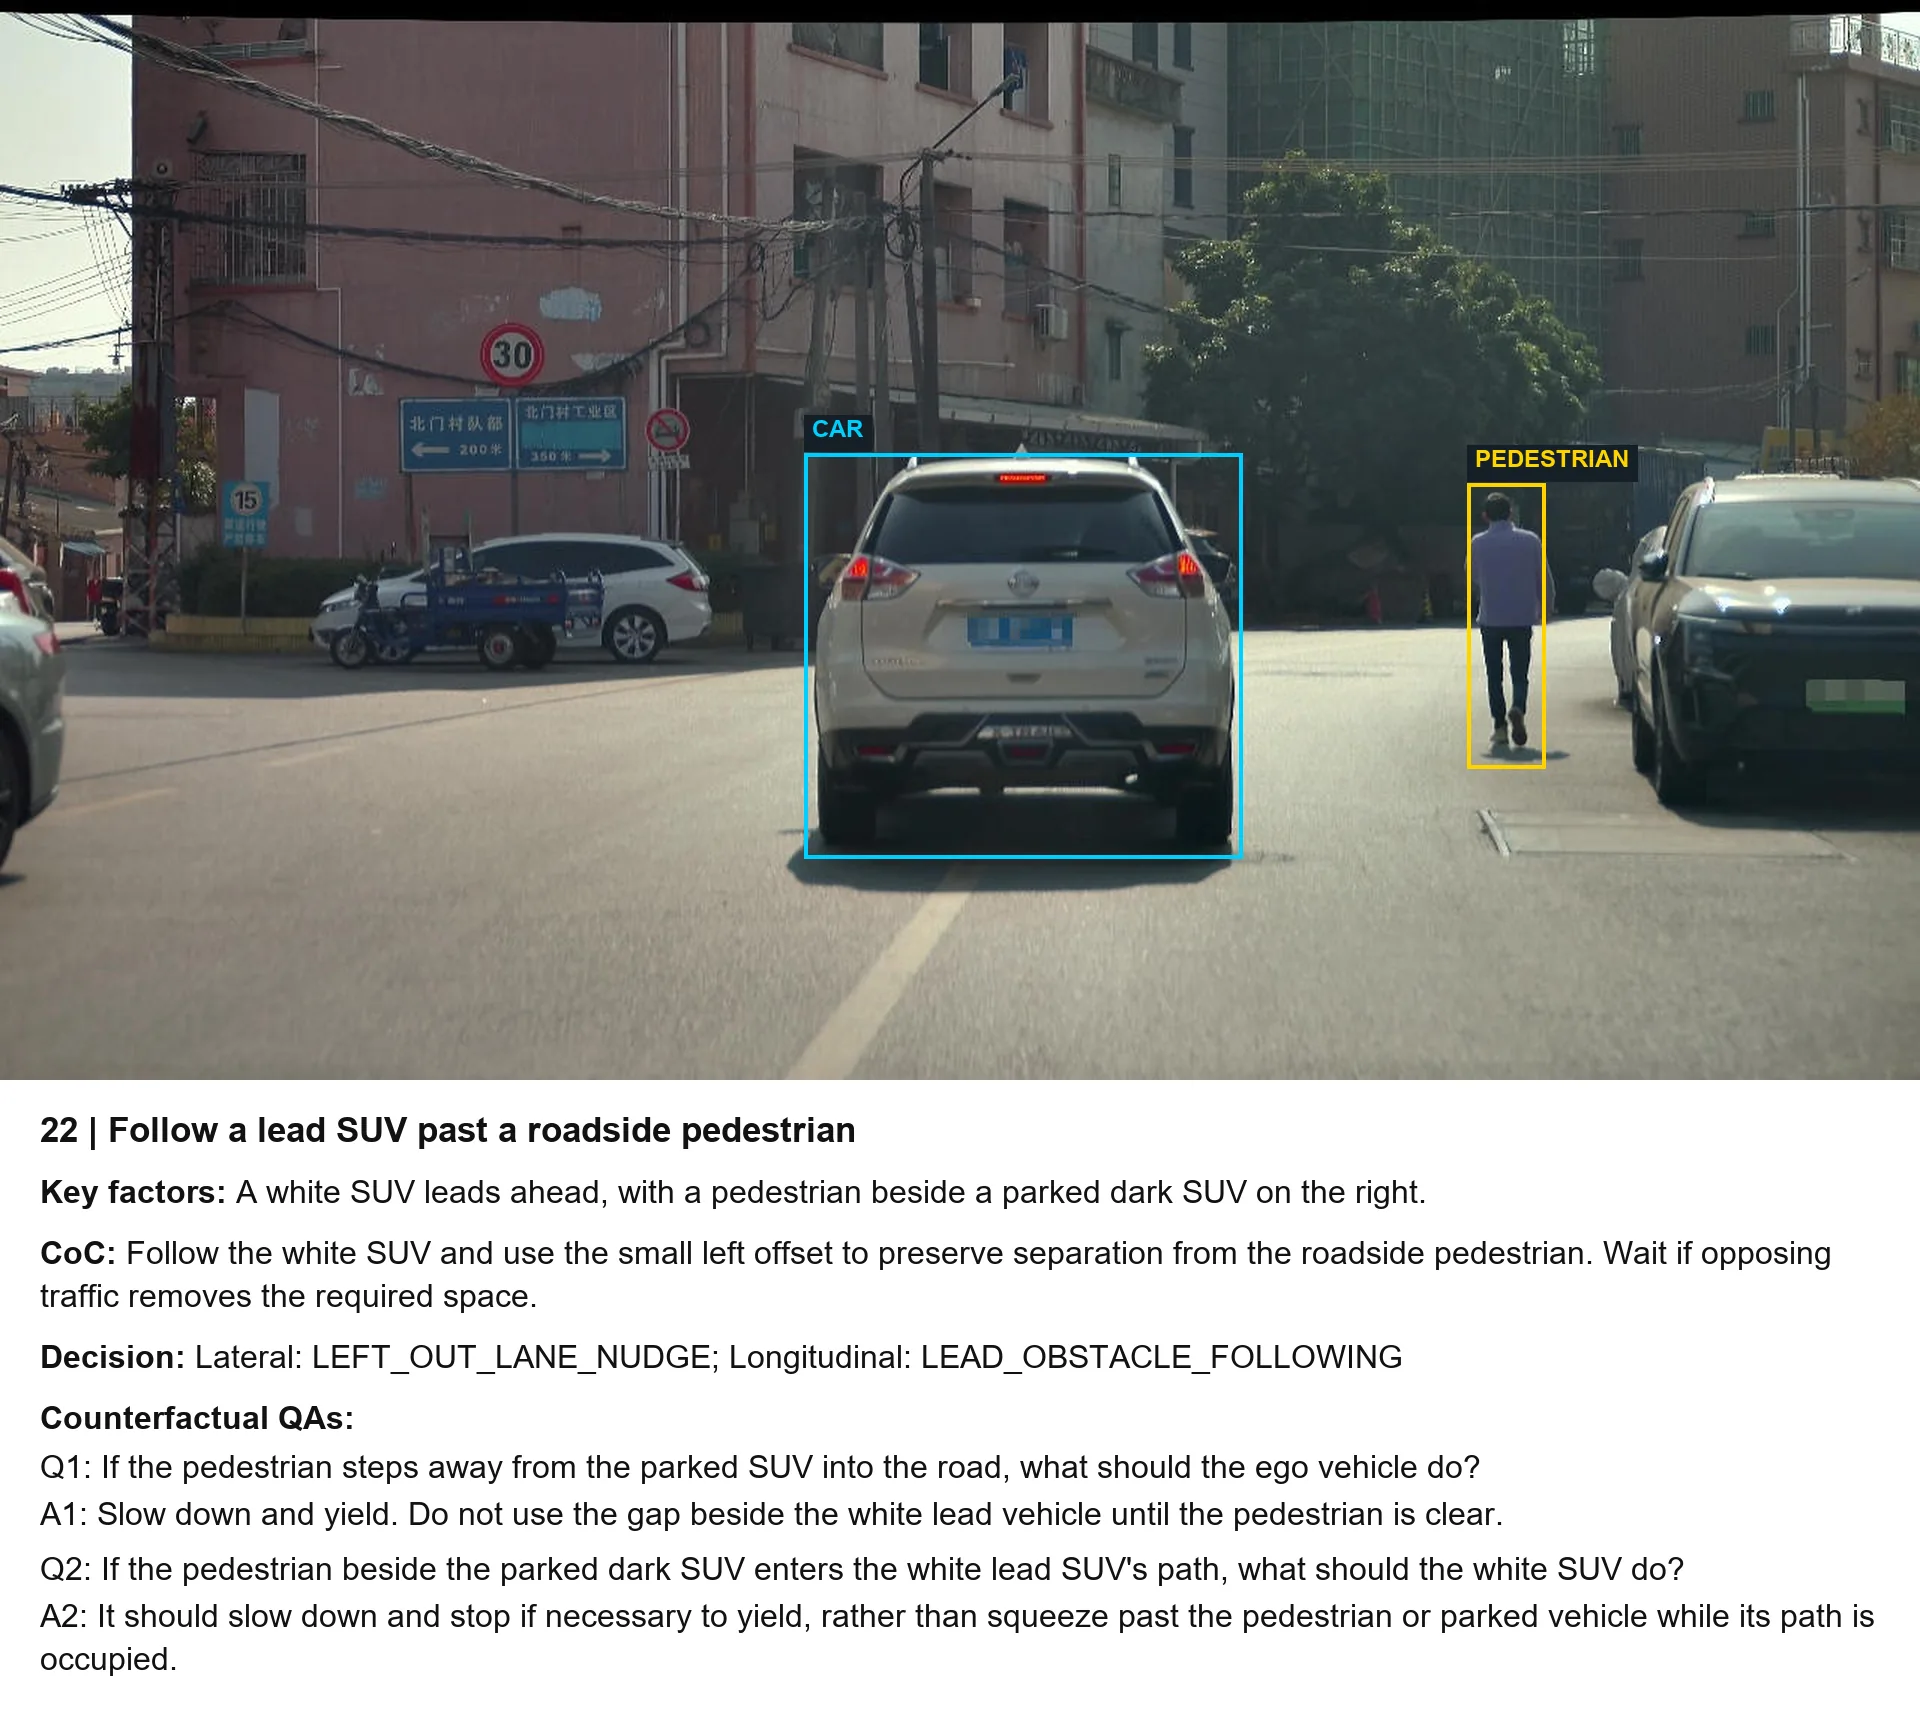 30
北门村队部
200米
北门村工业区
350米
15
CAR
PEDESTRIAN
X-TRAIL
22 | Follow a lead SUV past a roadside pedestrian
Key factors: A white SUV leads ahead, with a pedestrian beside a parked dark SUV on the right.
CoC: Follow the white SUV and use the small left offset to preserve separation from the roadside pedestrian. Wait if opposing
traffic removes the required space.
Decision: Lateral: LEFT_OUT_LANE_NUDGE; Longitudinal: LEAD_OBSTACLE_FOLLOWING
Counterfactual QAs:
Q1: If the pedestrian steps away from the parked SUV into the road, what should the ego vehicle do?
A1: Slow down and yield. Do not use the gap beside the white lead vehicle until the pedestrian is clear.
Q2: If the pedestrian beside the parked dark SUV enters the white lead SUV's path, what should the white SUV do?
A2: It should slow down and stop if necessary to yield, rather than squeeze past the pedestrian or parked vehicle while its path is
occupied.